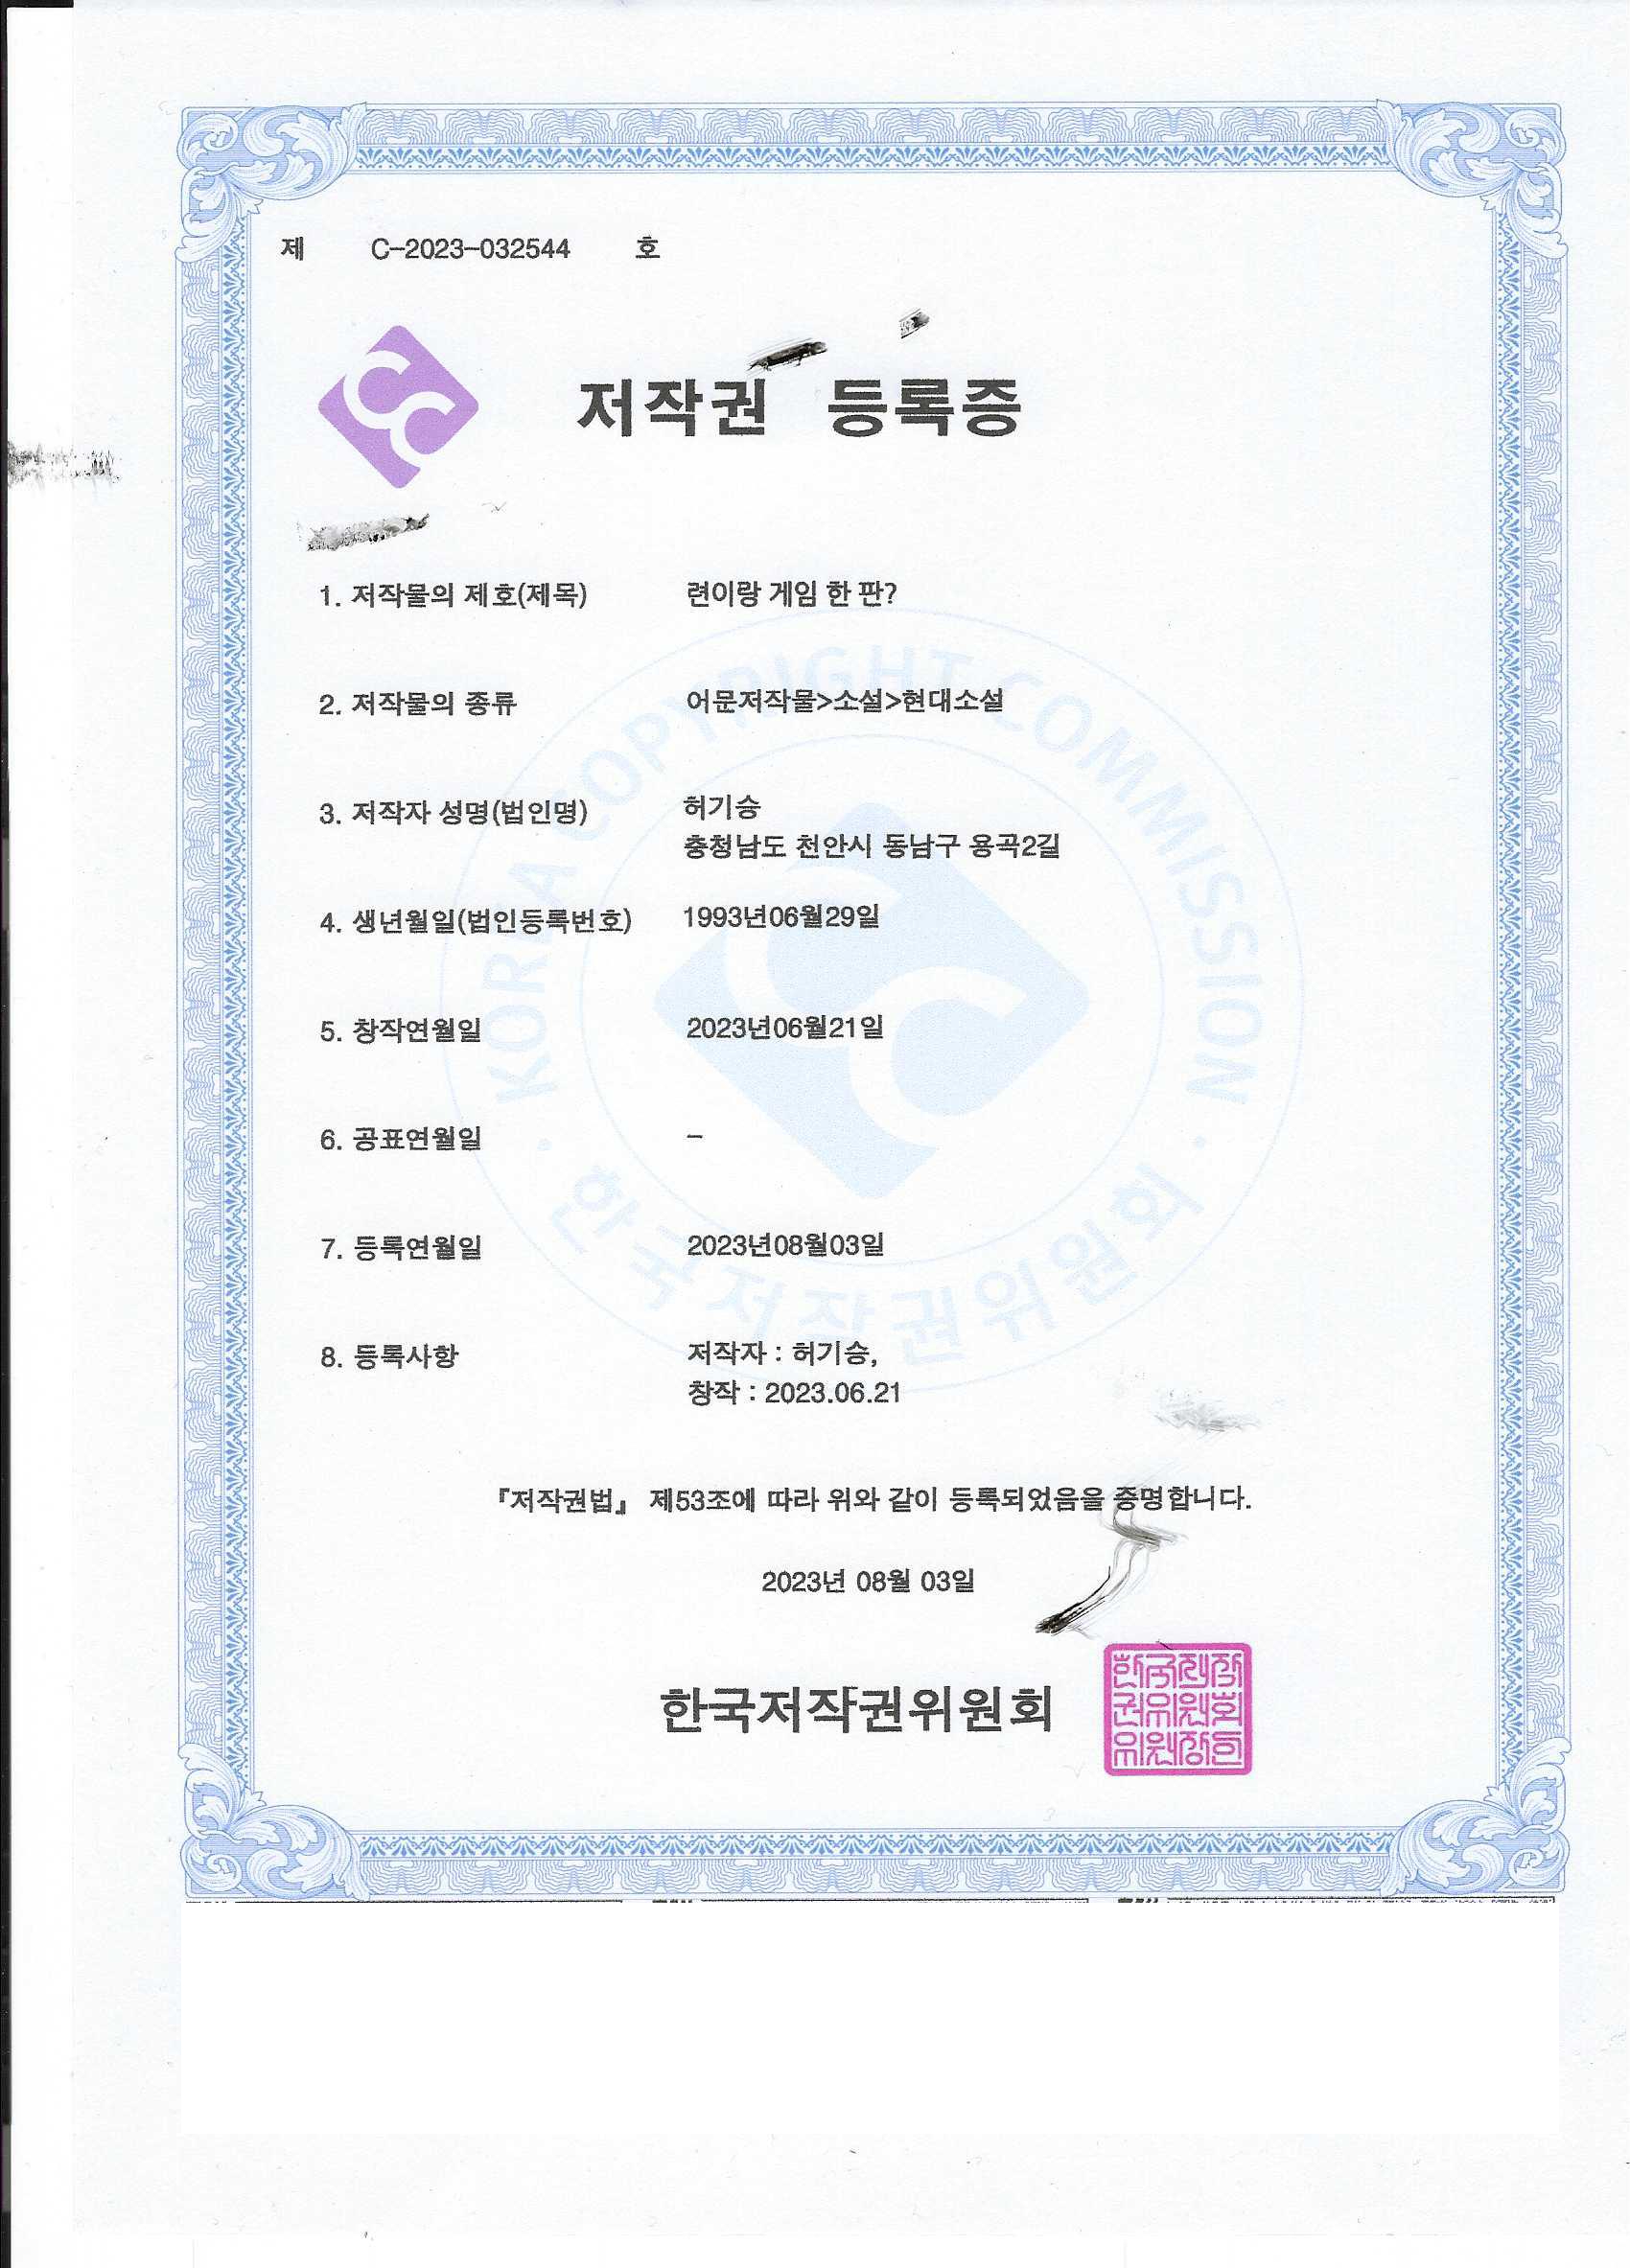 제 C-2023-032544 호
저작권 등록증
1. 저작물의 제호(제목) 련이랑 게임 한 판?
2. 저작물의 종류 어문저작물>소설>현대소설
3. 저작자 성명(법인명) 허기승
충청남도 천안시 동남구 용곡2길
4. 생년월일(법인등록번호) 1993년06월29일
5. 창작연월일 2023년06월21일
6. 공표연월일 -
7. 등록연월일 2023년08월03일
8. 등록사항 저작자 : 허기승,
창작 : 2023.06.21
『저작권법』 제53조에 따라 위와 같이 등록되었음을 증명합니다.
2023년 08월 03일
한국저작권위원회
한국저작
권위원회
위원장인
KOREA COPYRIGHT COMMISSION
한국저작권위원회